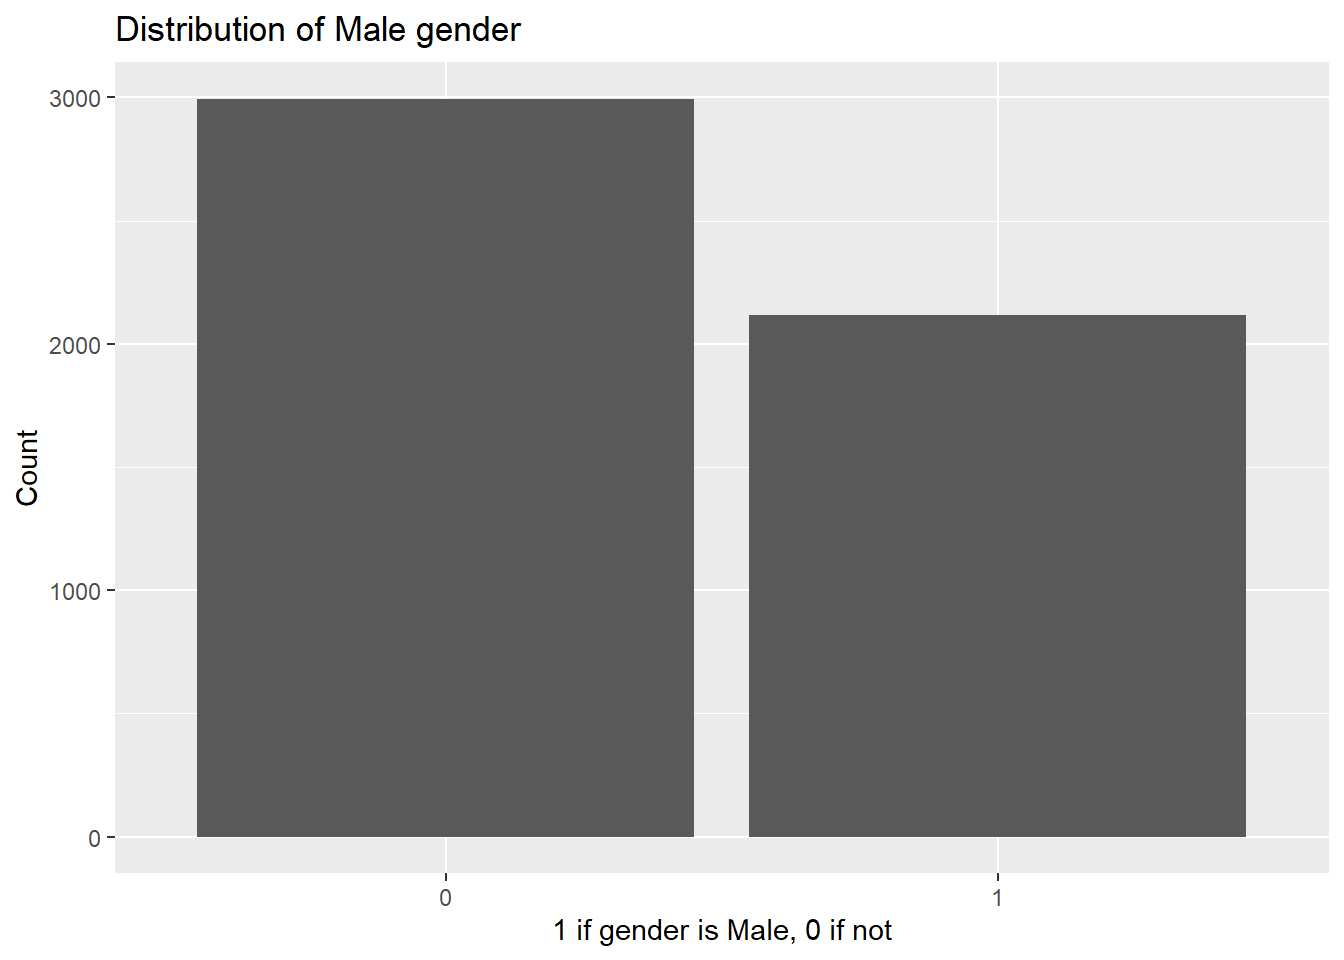 Distribution of Male gender
3000
2000
1000
0
Count
0
1
1 if gender is Male, 0 if not